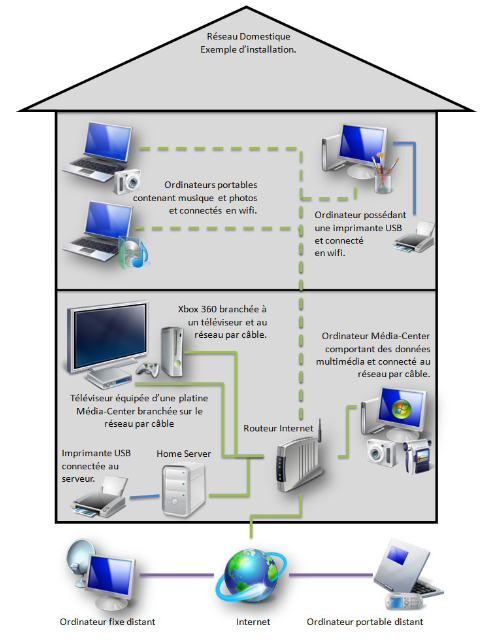 Réseau Domestique
Exemple d'installation.
Ordinateurs portables
contenant musique et photos
et connectés en wifi.
Ordinateur possédant
une imprimante USB
et connecté
en wifi.
Xbox 360 branchée à
un téléviseur et au
réseau par câble.
Ordinateur Média-Center
comportant des données
multimédia et connecté au
réseau par câble.
Téléviseur équipée d'une platine
Média-Center branchée sur le
réseau par câble
Routeur Internet
Imprimante USB
connectée au
serveur.
Home Server
Ordinateur fixe distant
Internet
Ordinateur portable distant